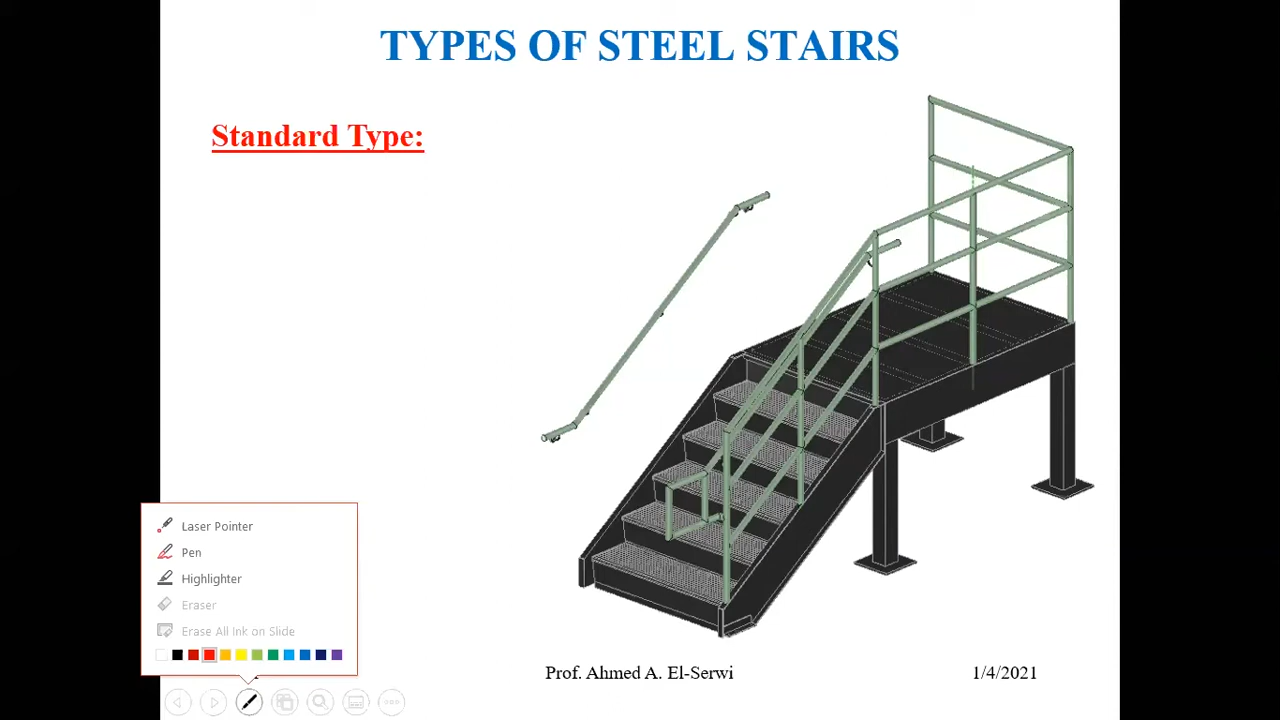 TYPES OF STEEL STAIRS
Standard Type:
Laser Pointer
Pen
Highlighter
Eraser
Erase All Ink on Slide
Prof. Ahmed A. El-Serwi
1/4/2021